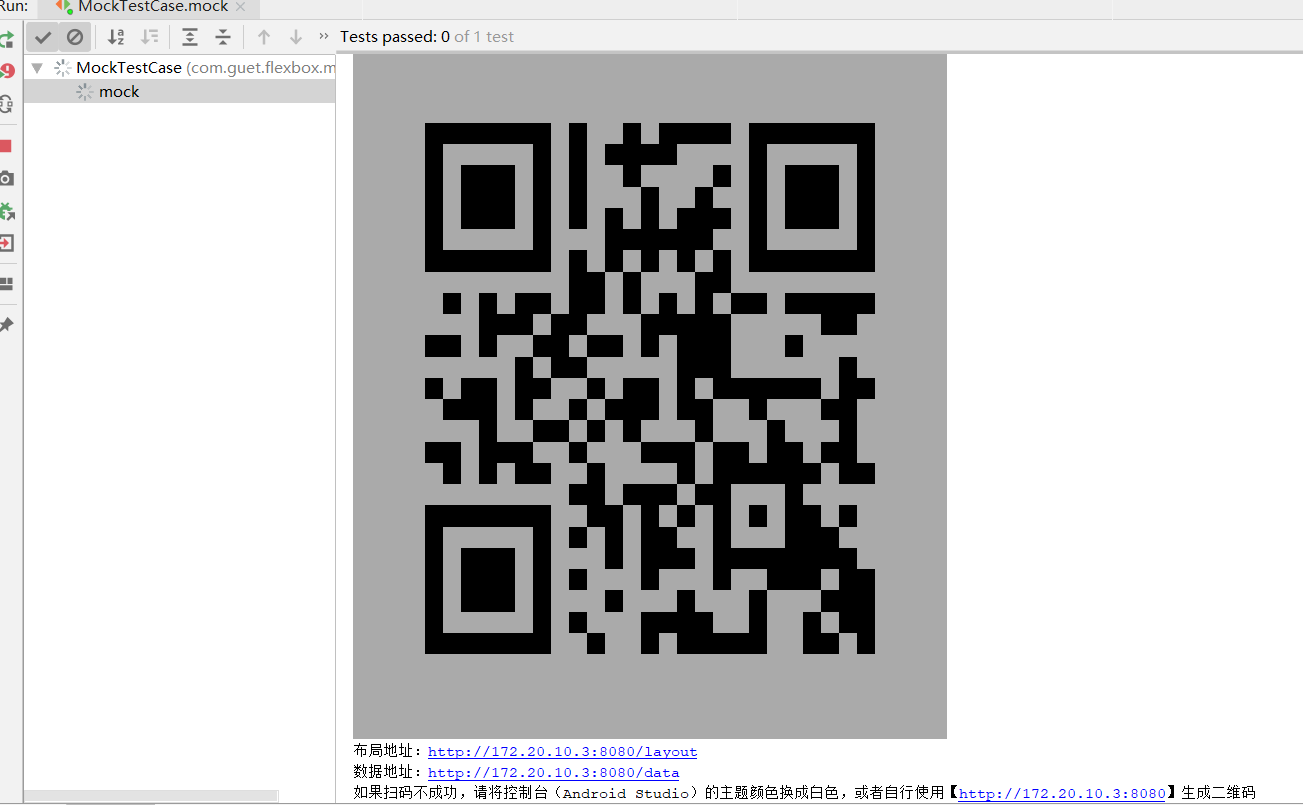 Run: MockTestCase.mock
Tests passed: 0 of 1 test
MockTestCase (com.guet.flexbox.m
mock
布局地址：http://172.20.10.3:8080/layout
数据地址：http://172.20.10.3:8080/data
如果扫码不成功，请将控制台（Android Studio）的主题颜色换成白色，或者自行使用【http://172.20.10.3:8080】生成二维码